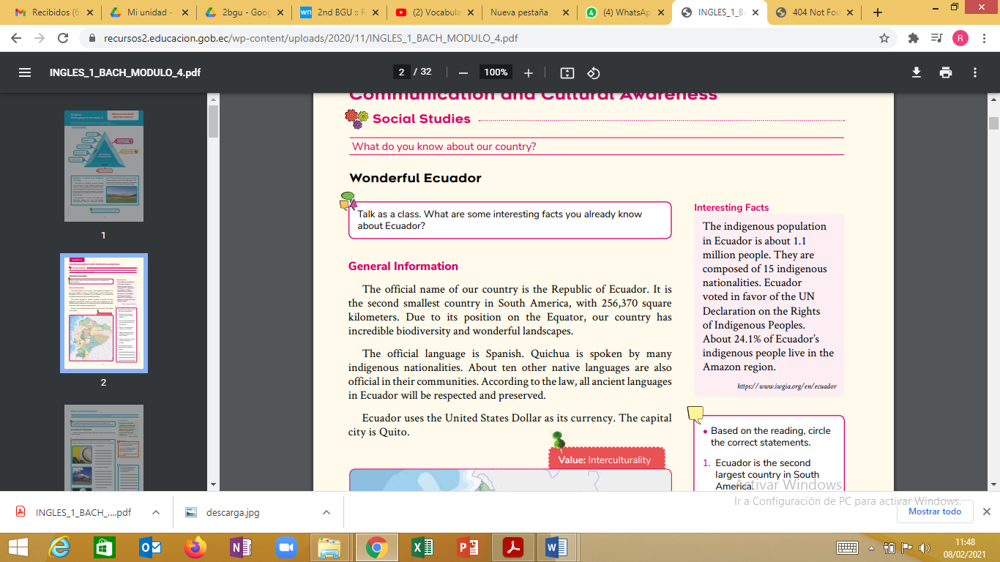 Recibidos (6
Mi unidad -
2bgu - Goog
2nd BGU :: R
(2) Vocabula
Nueva pestaña
(4) WhatsAp
INGLES_1_BA
404 Not Fou
recursos2.educacion.gob.ec/wp-content/uploads/2020/11/INGLES_1_BACH_MODULO_4.pdf
R
INGLES_1_BACH_MODULO_4.pdf
2 / 32
100%
Communication and Cultural Awareness
Social Studies
What do you know about our country?
Wonderful Ecuador
Talk as a class. What are some interesting facts you already know
about Ecuador?
General Information
The official name of our country is the Republic of Ecuador. It is
the second smallest country in South America, with 256,370 square
kilometers. Due to its position on the Equator, our country has
incredible biodiversity and wonderful landscapes.
The official language is Spanish. Quichua is spoken by many
indigenous nationalities. About ten other native languages are also
official in their communities. According to the law, all ancient languages
in Ecuador will be respected and preserved.
Ecuador uses the United States Dollar as its currency. The capital
city is Quito.
Value: Interculturality
Interesting Facts
The indigenous population
in Ecuador is about 1.1
million people. They are
composed of 15 indigenous
nationalities. Ecuador
voted in favor of the UN
Declaration on the Rights
of Indigenous Peoples.
About 24.1% of Ecuador's
indigenous people live in the
Amazon region.
https://www.iwgia.org/en/ecuador
• Based on the reading, circle
the correct statements.
1. Ecuador is the second
largest country in South
America.
1
2
Activar Windows
Ir a Configuración de PC para activar Windows.
INGLES_1_BACH_....pdf
descarga.jpg
Mostrar todo
11:48
08/02/2021